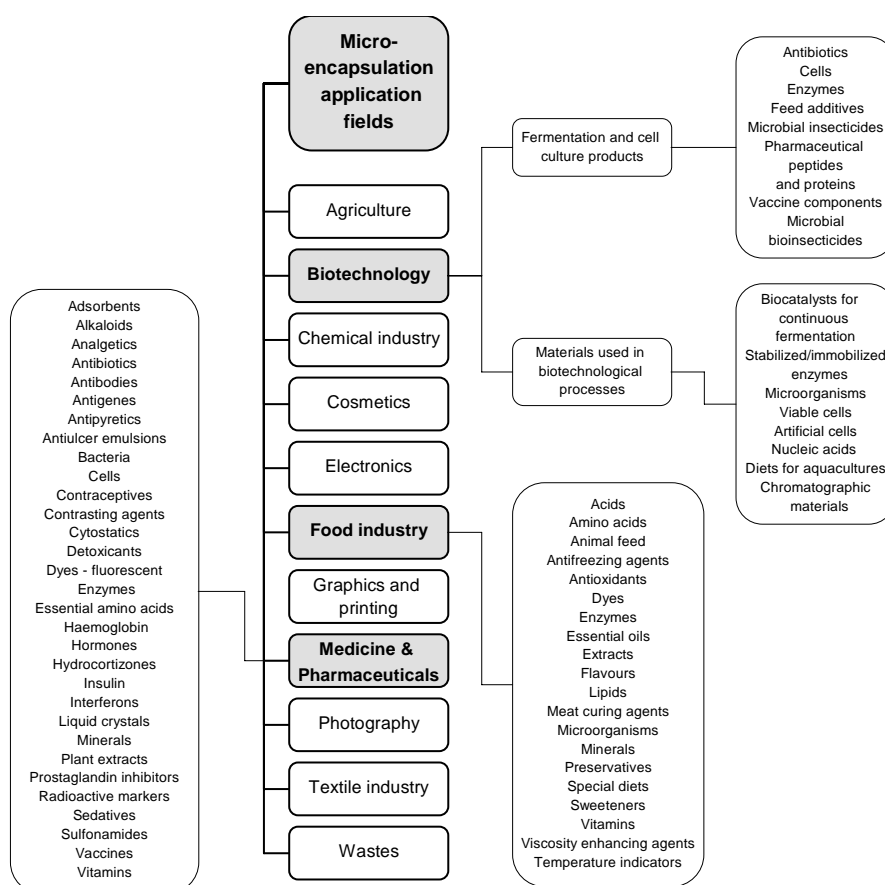 Micro-
encapsulation
application
fields
Agriculture
Biotechnology
Chemical industry
Cosmetics
Electronics
Food industry
Graphics and
printing
Medicine &
Pharmaceuticals
Photography
Textile industry
Wastes
Fermentation and cell
culture products
Materials used in
biotechnological
processes
Antibiotics
Cells
Enzymes
Feed additives
Microbial insecticides
Pharmaceutical
peptides
and proteins
Vaccine components
Microbial
bioinsecticides
Biocatalysts for
continuous
fermentation
Stabilized/immobilized
enzymes
Microorganisms
Viable cells
Artificial cells
Nucleic acids
Diets for aquacultures
Chromatographic
materials
Acids
Amino acids
Animal feed
Antifreezing agents
Antioxidants
Dyes
Enzymes
Essential oils
Extracts
Flavours
Lipids
Meat curing agents
Microorganisms
Minerals
Preservatives
Special diets
Sweeteners
Vitamins
Viscosity enhancing agents
Temperature indicators
Adsorbents
Alkaloids
Analgetics
Antibiotics
Antibodies
Antigenes
Antipyretics
Antiulcer emulsions
Bacteria
Cells
Contraceptives
Contrasting agents
Cytostatics
Detoxicants
Dyes - fluorescent
Enzymes
Essential amino acids
Haemoglobin
Hormones
Hydrocortizones
Insulin
Interferons
Liquid crystals
Minerals
Plant extracts
Prostaglandin inhibitors
Radioactive markers
Sedatives
Sulfonamides
Vaccines
Vitamins